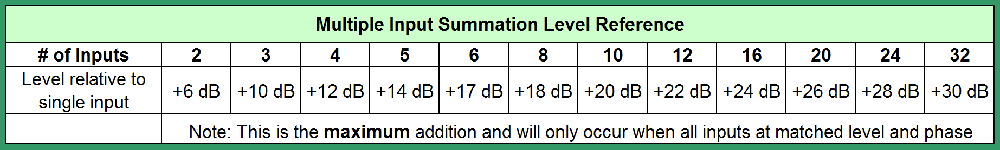 Multiple Input Summation Level Reference
# of Inputs 2 3 4 5 6 8 10 12 16 20 24 32
Level relative to
single input +6 dB +10 dB +12 dB +14 dB +17 dB +18 dB +20 dB +22 dB +24 dB +26 dB +28 dB +30 dB
Note: This is the maximum addition and will only occur when all inputs at matched level and phase